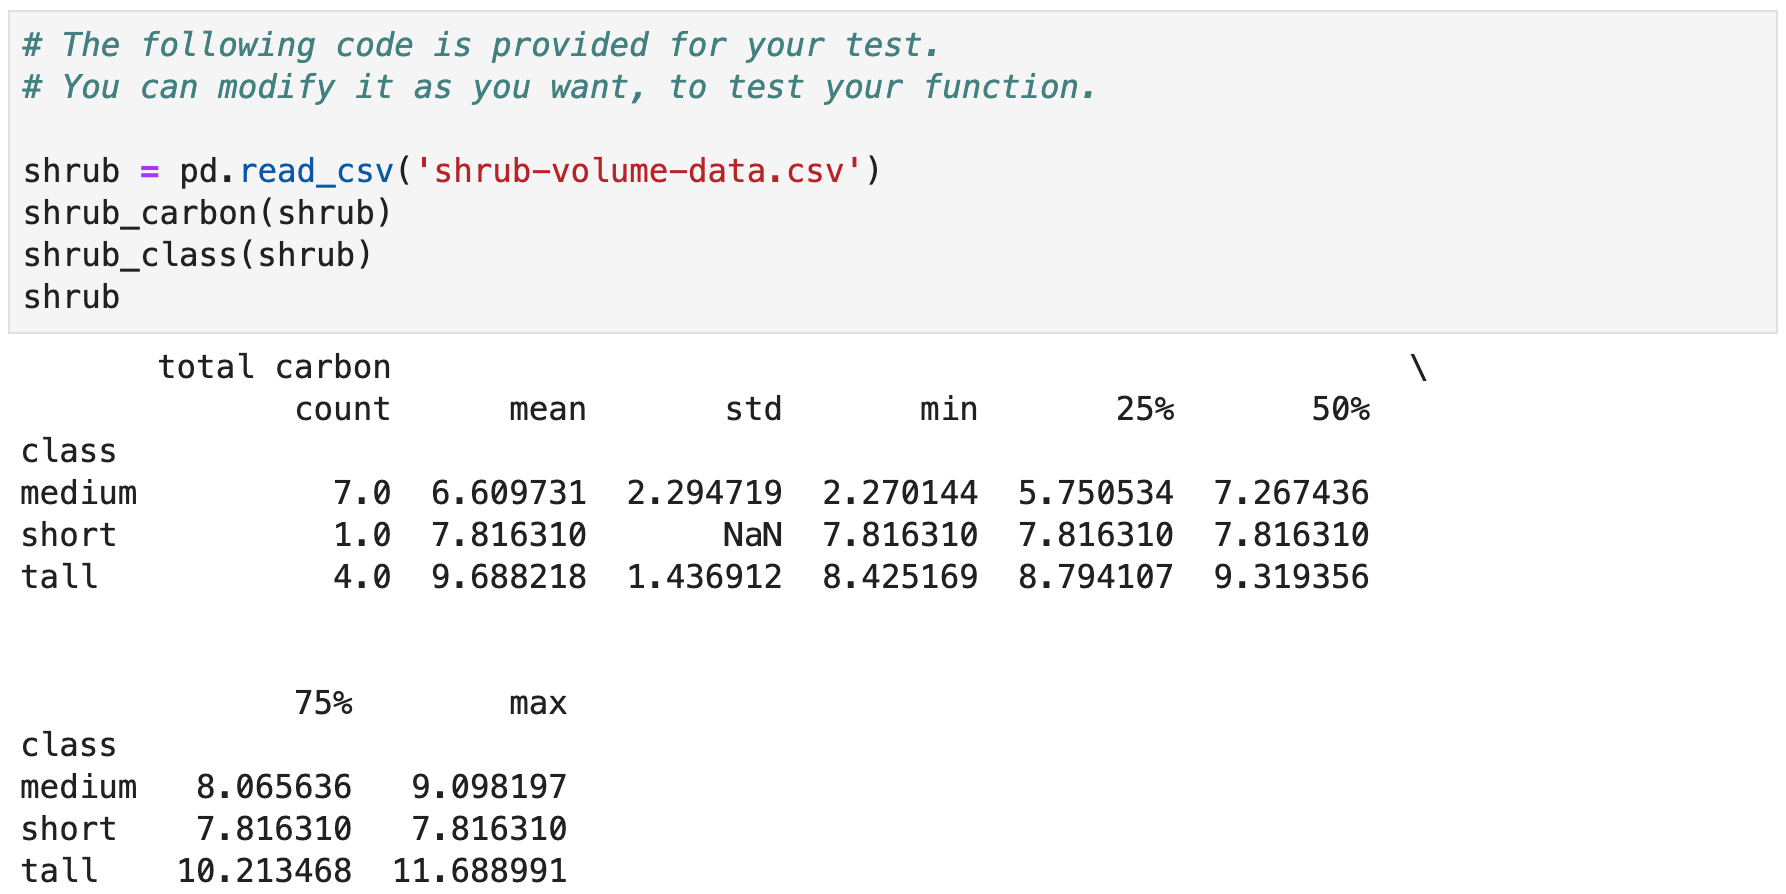 # The following code is provided for your test.
# You can modify it as you want, to test your function.
shrub = pd.read_csv('shrub-volume-data.csv')
shrub_carbon(shrub)
shrub_class(shrub)
shrub
total carbon \
count mean std min 25% 50%
class
medium 7.0 6.609731 2.294719 2.270144 5.750534 7.267436
short 1.0 7.816310 NaN 7.816310 7.816310 7.816310
tall 4.0 9.688218 1.436912 8.425169 8.794107 9.319356
75% max
class
medium 8.065636 9.098197
short 7.816310 7.816310
tall 10.213468 11.688991